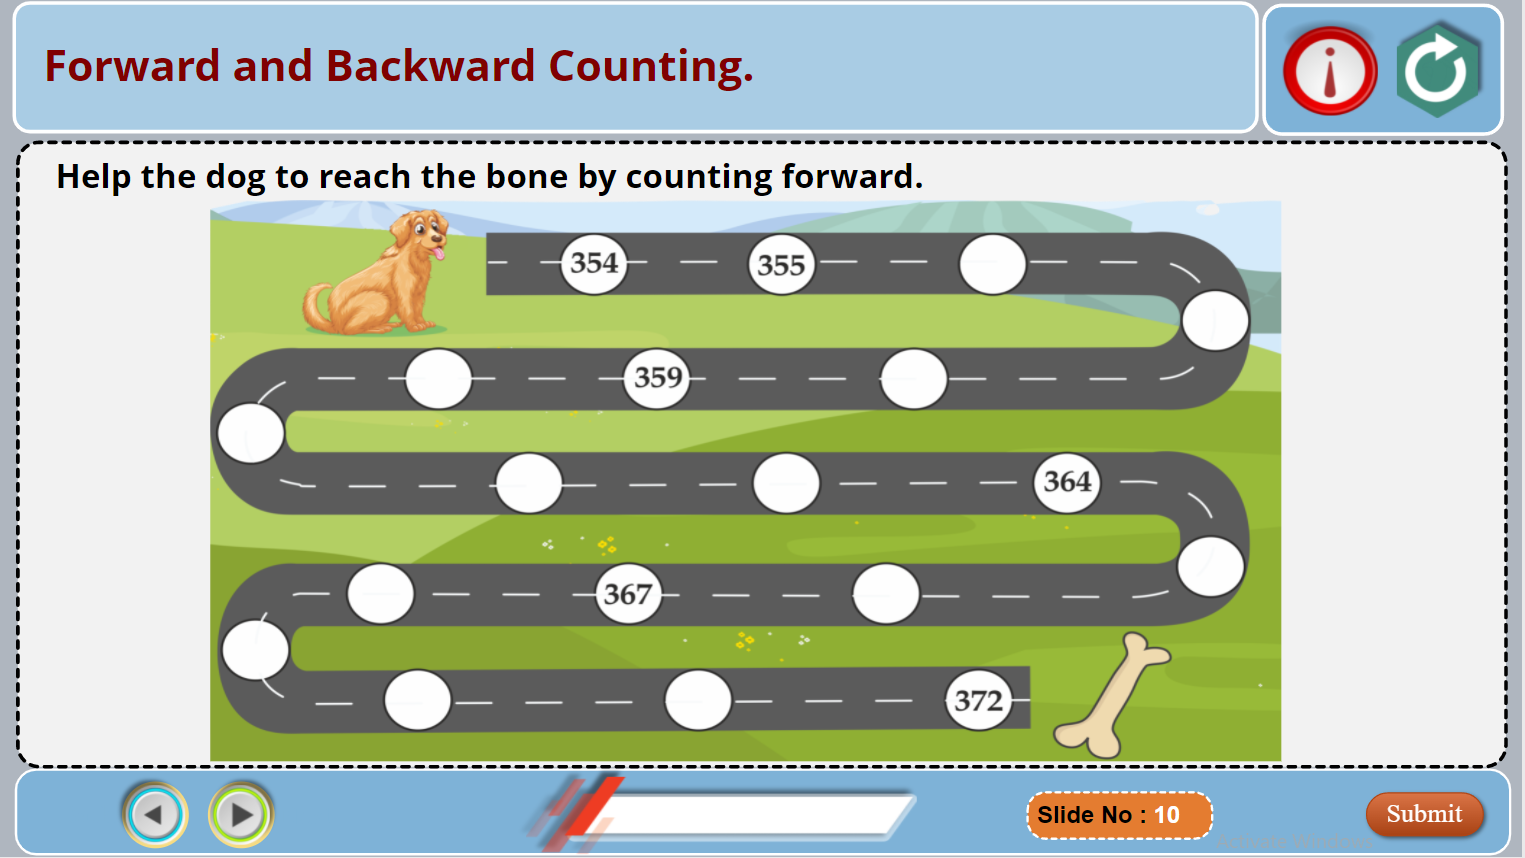 Forward and Backward Counting.
Help the dog to reach the bone by counting forward.
354 355
359
364
367
372
Slide No : 10
Submit